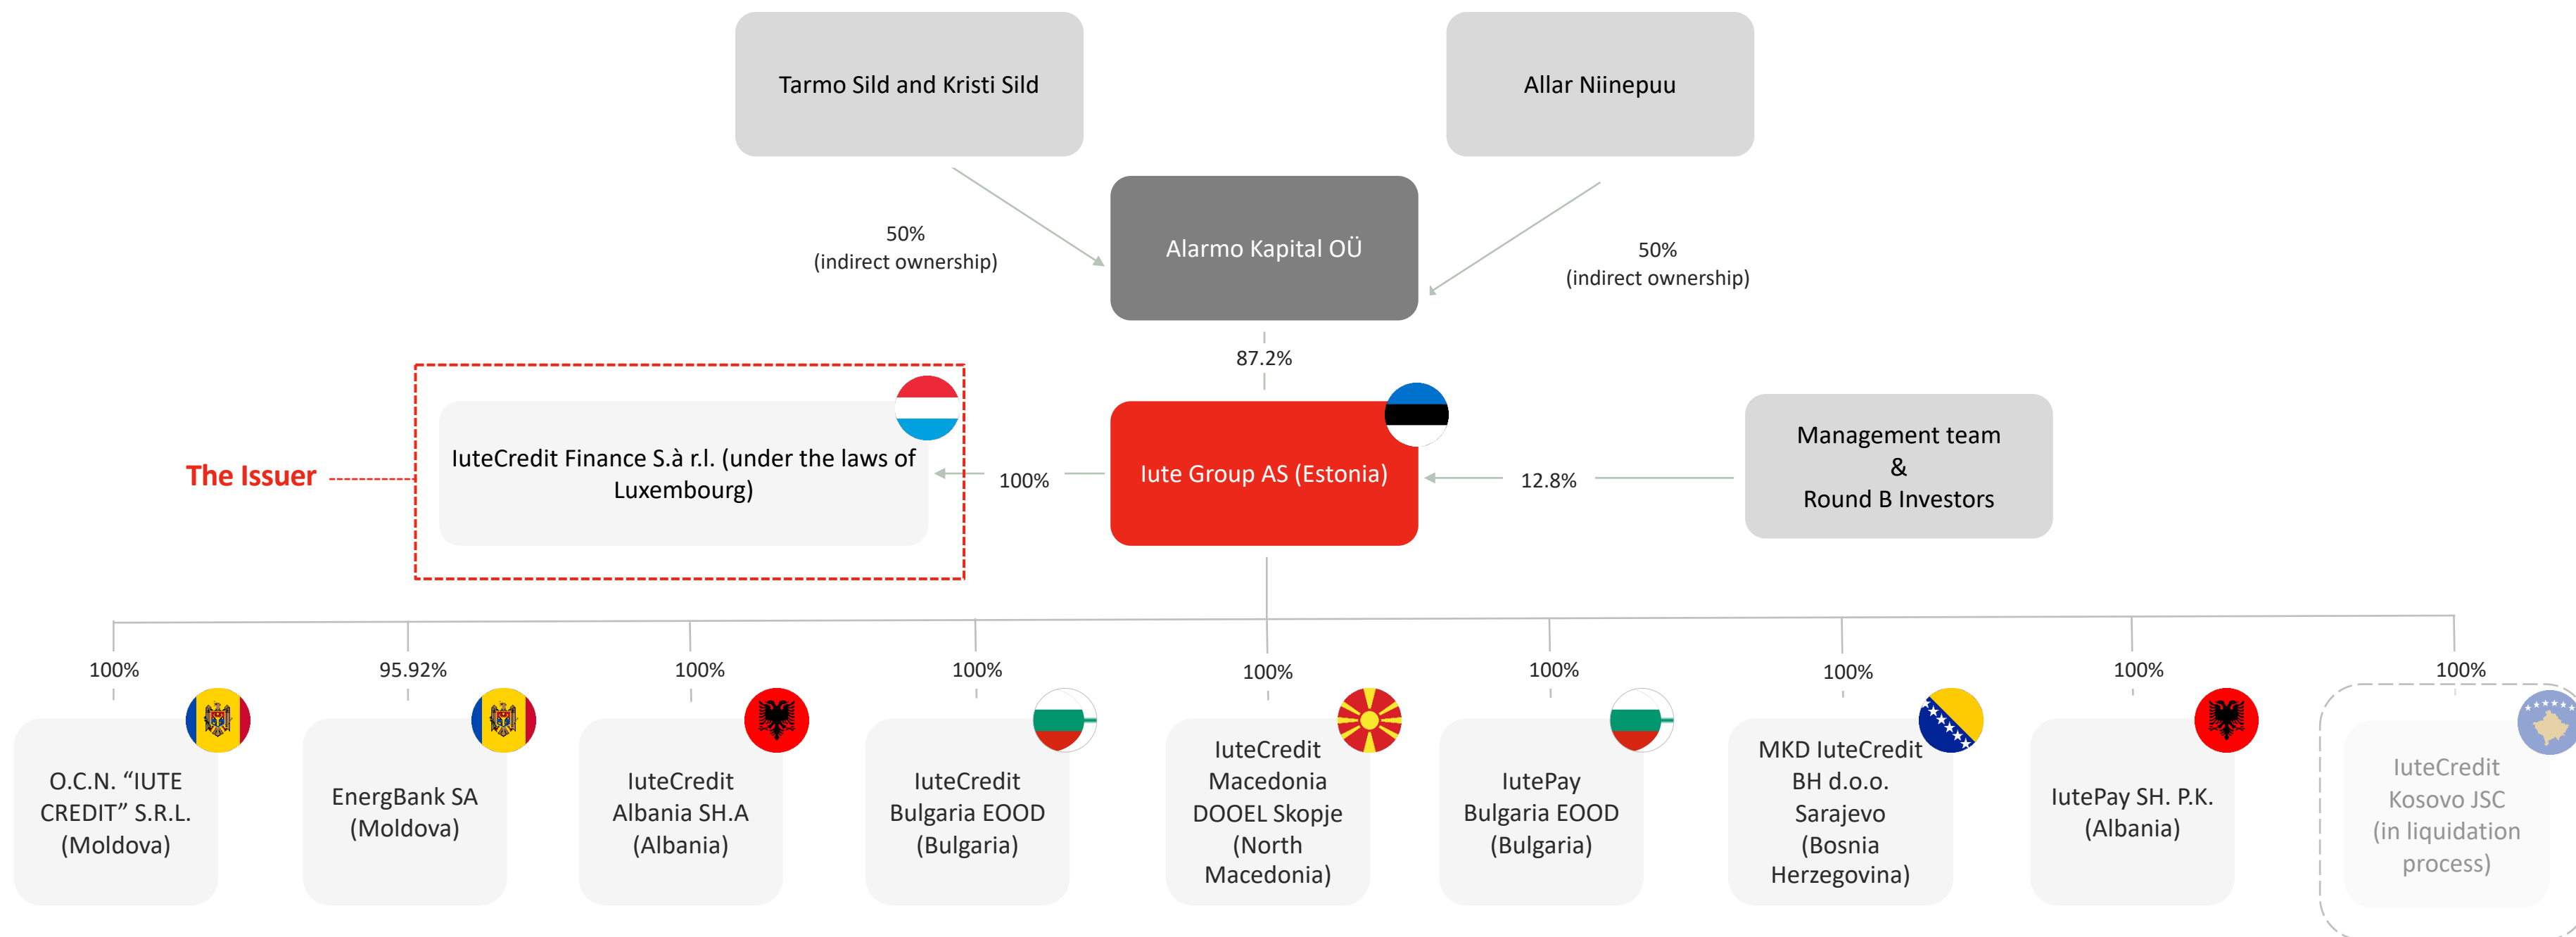 Tarmo Sild and Kristi Sild
Allar Niinepuu
50%
(indirect ownership)
Alarmo Kapital OÜ
50%
(indirect ownership)
87.2%
The Issuer
IuteCredit Finance S.à r.l. (under the laws of
Luxembourg)
100%
Iute Group AS (Estonia)
12.8%
Management team
&
Round B Investors
100%
95.92%
100%
100%
100%
100%
100%
100%
100%
O.C.N. “IUTE
CREDIT” S.R.L.
(Moldova)
EnergBank SA
(Moldova)
IuteCredit
Albania SH.A
(Albania)
IuteCredit
Bulgaria EOOD
(Bulgaria)
IuteCredit
Macedonia
DOOEL Skopje
(North
Macedonia)
IutePay
Bulgaria EOOD
(Bulgaria)
MKD IuteCredit
BH d.o.o.
Sarajevo
(Bosnia
Herzegovina)
IutePay SH. P.K.
(Albania)
IuteCredit
Kosovo JSC
(in liquidation
process)